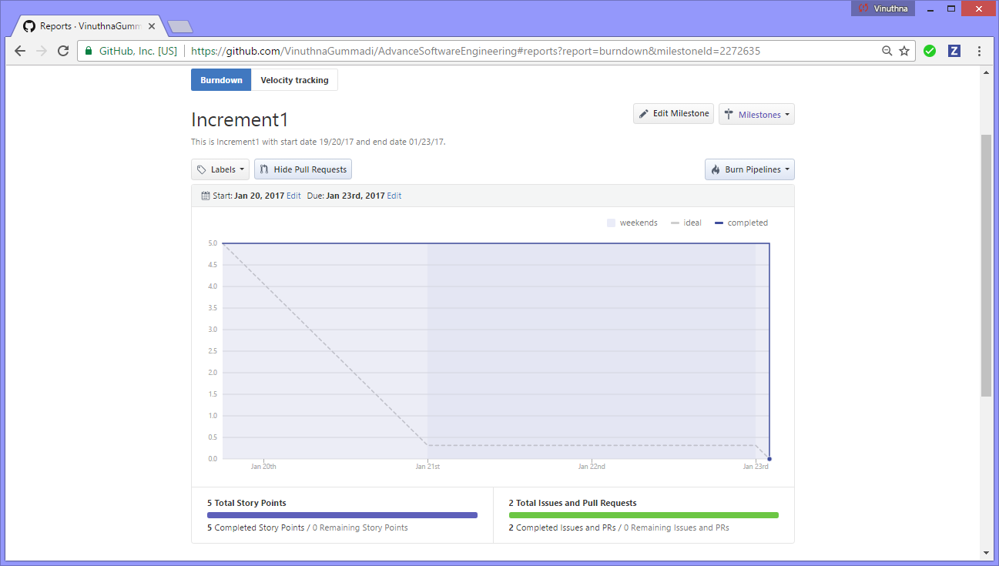 Vinuthna
Reports · VinuthnaGumm
GitHub, Inc. [US] https://github.com/VinuthnaGummadi/AdvanceSoftwareEngineering#reports?report=burndown&milestoneId=2272635
Z
Burndown Velocity tracking
Increment1
Edit Milestone Milestones
This is Increment1 with start date 19/20/17 and end date 01/23/17.
Labels Hide Pull Requests Burn Pipelines
Start: Jan 20, 2017 Edit Due: Jan 23rd, 2017 Edit
weekends ideal completed
5.0
4.5
4.0
3.5
3.0
2.5
2.0
1.5
1.0
0.5
0.0
Jan 20th Jan 21st Jan 22nd Jan 23rd
5 Total Story Points
5 Completed Story Points / 0 Remaining Story Points
2 Total Issues and Pull Requests
2 Completed Issues and PRs / 0 Remaining Issues and PRs